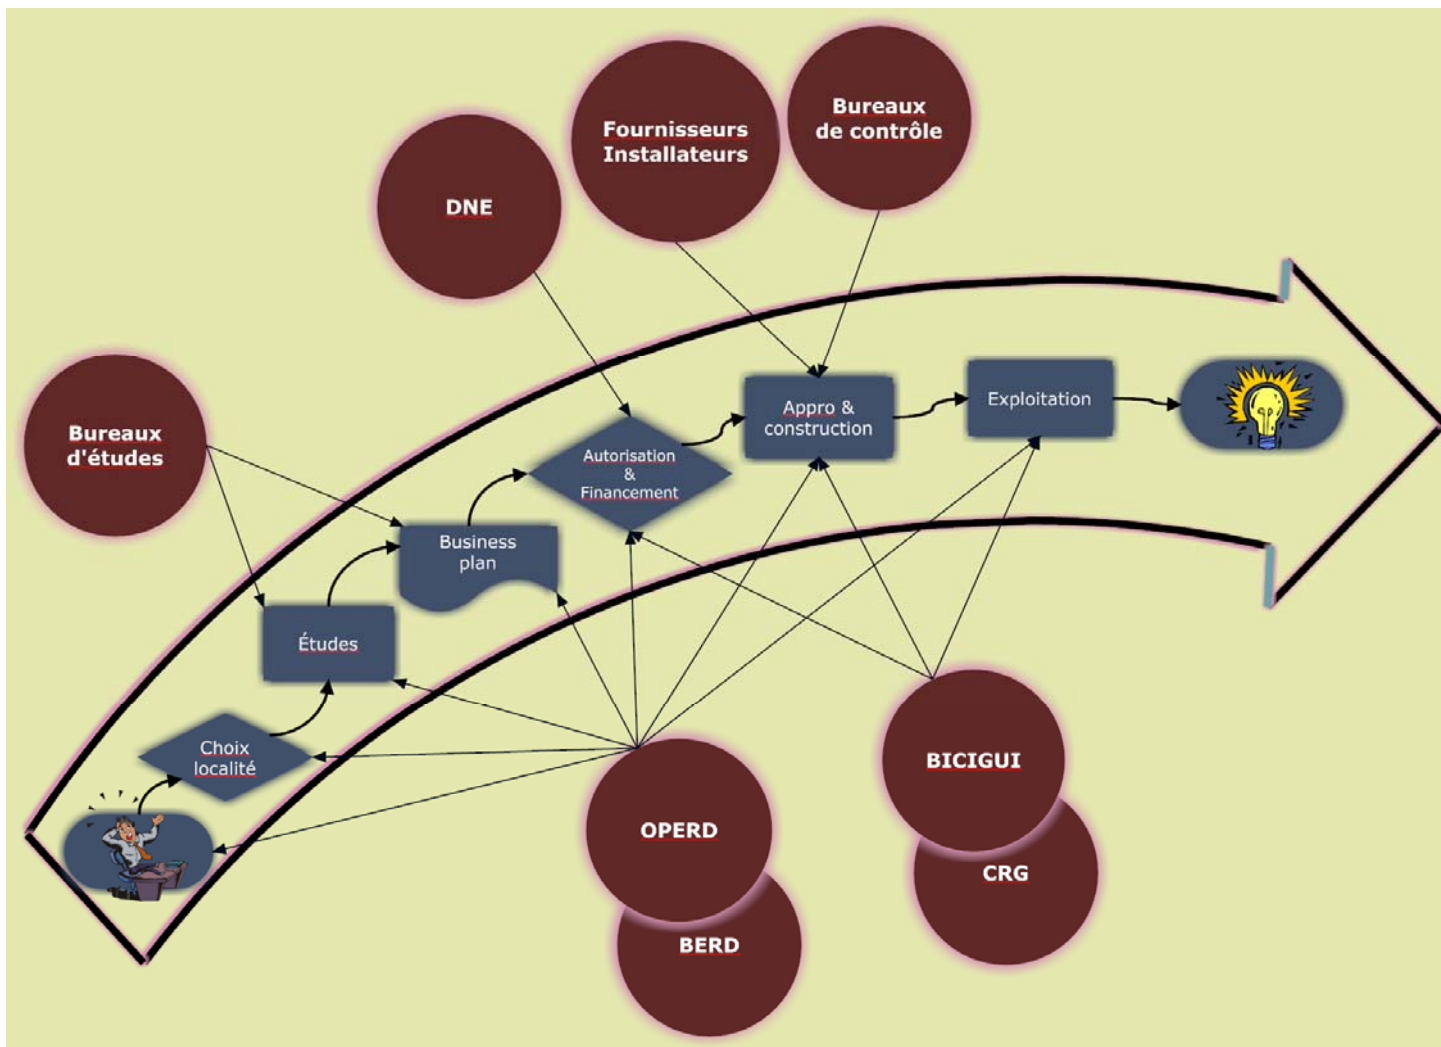 Bureaux
de contrôle
Fournisseurs
Installateurs
DNE
Bureaux
d'études
Exploitation
Appro &
construction
Autorisation
&
Financement
Business
plan
Études
Choix
localité
BICIGUI
OPERD
CRG
BERD